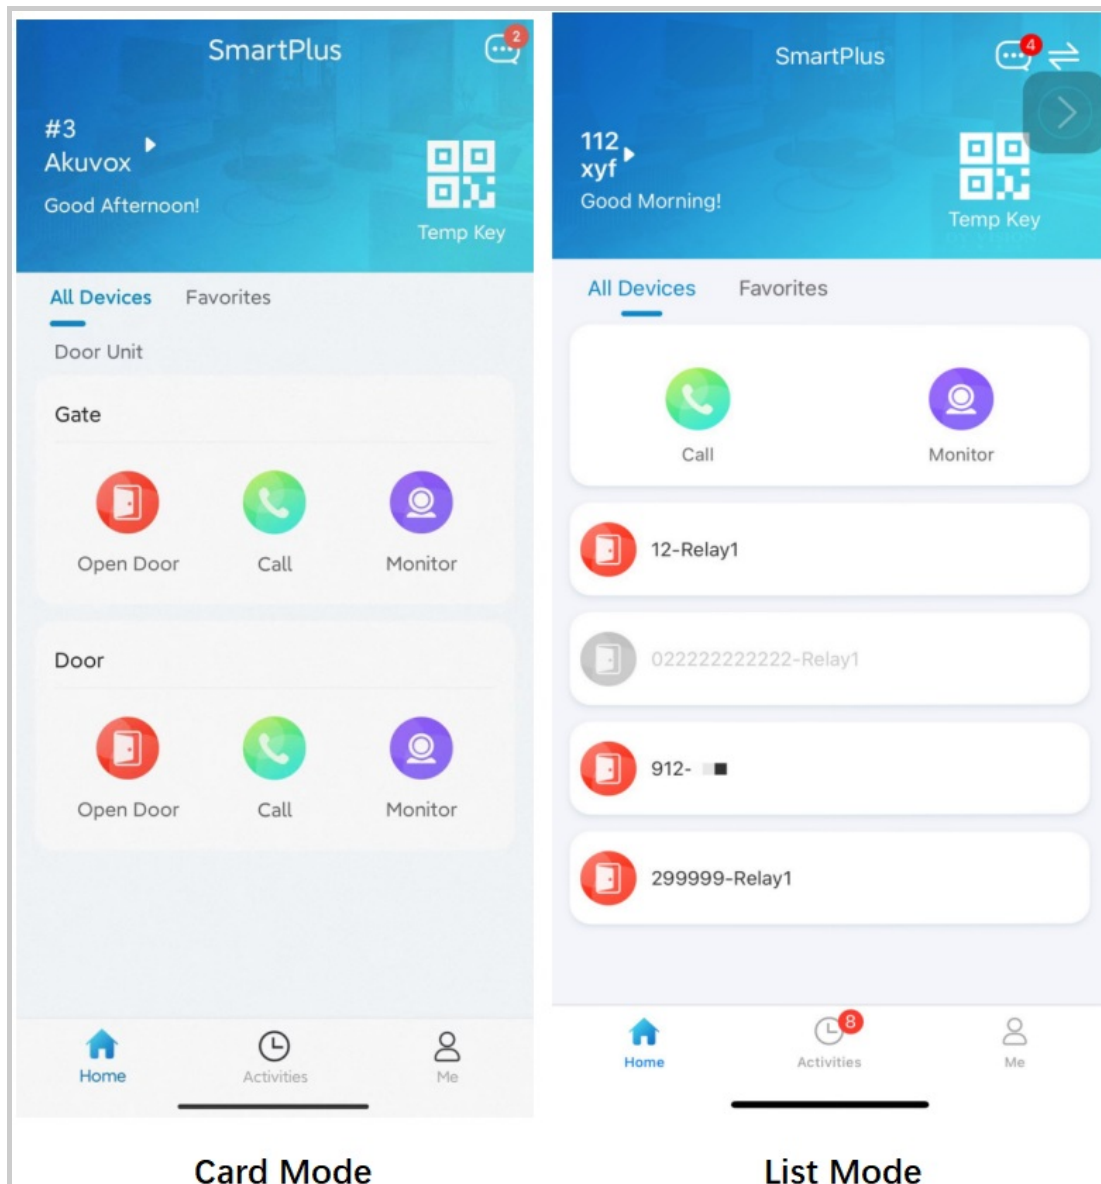 SmartPlus
2
#3
Akuvox
Good Afternoon!
Temp Key
All Devices Favorites
Door Unit
Gate
Open Door Call Monitor
Door
Open Door Call Monitor
Home Activities Me
Card Mode
SmartPlus
4
112
xyf
Good Morning!
Temp Key
All Devices Favorites
Call Monitor
12-Relay1
022222222222-Relay1
912-
299999-Relay1
8
Home Activities Me
List Mode